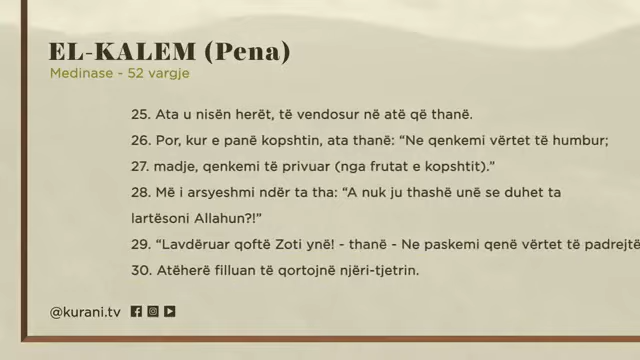 EL-KALEM (Pena)
Medinase - 52 vargje
25. Ata u nisën herët, të vendosur në atë që thanë.
26. Por, kur e panë kopshtin, ata thanë: “Ne qenkemi vërtet të humbur;
27. madje, qenkemi të privuar (nga frutat e kopshtit).”
28. Më i arsyeshmi ndër ta tha: “A nuk ju thashë unë se duhet ta
lartësoni Allahun?!”
29. “Lavdëruar qoftë Zoti ynë! - thanë - Ne paskemi qenë vërtet të padrejtë
30. Atëherë filluan të qortojnë njëri-tjetrin.
@kurani.tv